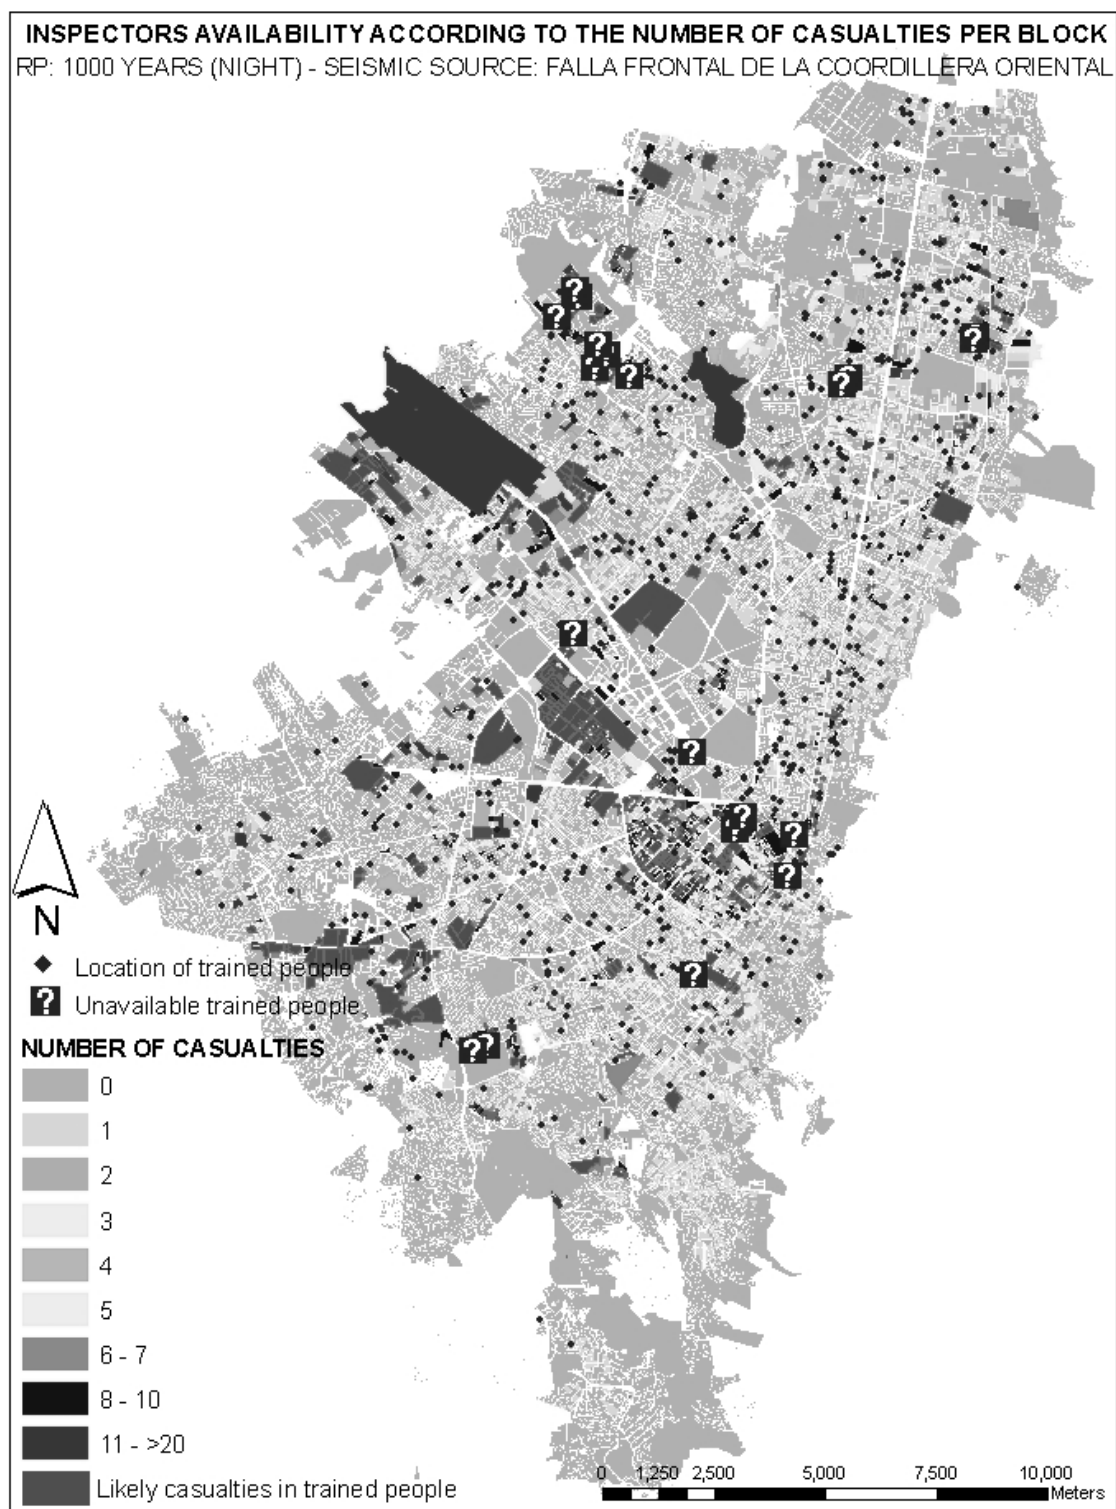 INSPECTORS AVAILABILITY ACCORDING TO THE NUMBER OF CASUALTIES PER BLOCK
RP: 1000 YEARS (NIGHT) - SEISMIC SOURCE: FALLA FRONTAL DE LA COORDILLERA ORIENTAL
N
Location of trained people
? Unavailable trained people
NUMBER OF CASUALTIES
0
1
2
3
4
5
6 - 7
8 - 10
11 - >20
Likely casualties in trained people
0 1,250 2,500 5,000 7,500 10,000
Meters